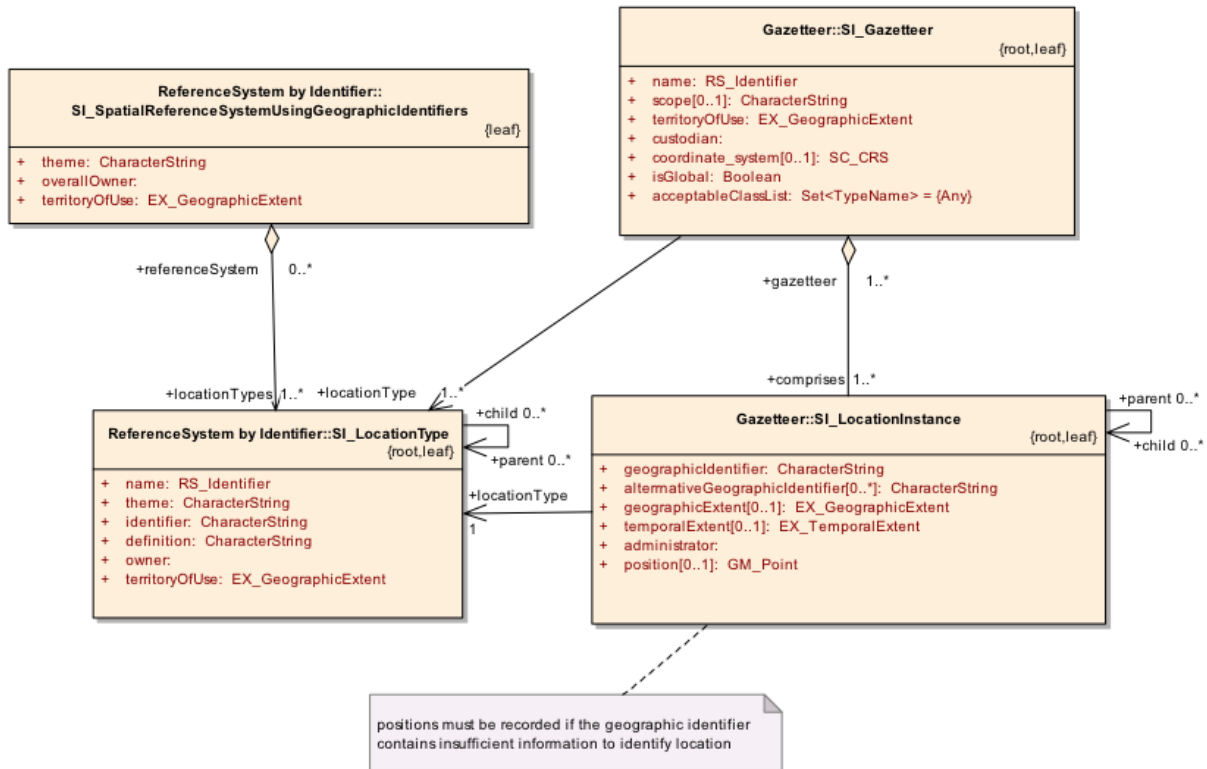 Gazetteer::SI_Gazetteer
{root,leaf}
+ name: RS_Identifier
+ scope[0..1]: CharacterString
+ territoryOfUse: EX_GeographicExtent
+ custodian:
+ coordinate_system[0..1]: SC_CRS
+ isGlobal: Boolean
+ acceptableClassList: Set<TypeName> = {Any}
ReferenceSystem by Identifier::
SI_SpatialReferenceSystemUsingGeographicIdentifiers
{leaf}
+ theme: CharacterString
+ overallOwner:
+ territoryOfUse: EX_GeographicExtent
+referenceSystem 0..*
+gazetteer 1..*
+locationTypes 1..*
+locationType 1..*
+comprises 1..*
ReferenceSystem by Identifier::SI_LocationType
{root,leaf}
+ name: RS_Identifier
+ theme: CharacterString
+ identifier: CharacterString
+ definition: CharacterString
+ owner:
+ territoryOfUse: EX_GeographicExtent
+child 0..*
+parent 0..*
+locationType
1
Gazetteer::SI_LocationInstance
{root,leaf}
+ geographicIdentifier: CharacterString
+ altermativeGeographicIdentifier[0..*]: CharacterString
+ geographicExtent[0..1]: EX_GeographicExtent
+ temporalExtent[0..1]: EX_TemporalExtent
+ administrator:
+ position[0..1]: GM_Point
+parent 0..*
+child 0..*
positions must be recorded if the geographic identifier
contains insufficient information to identify location